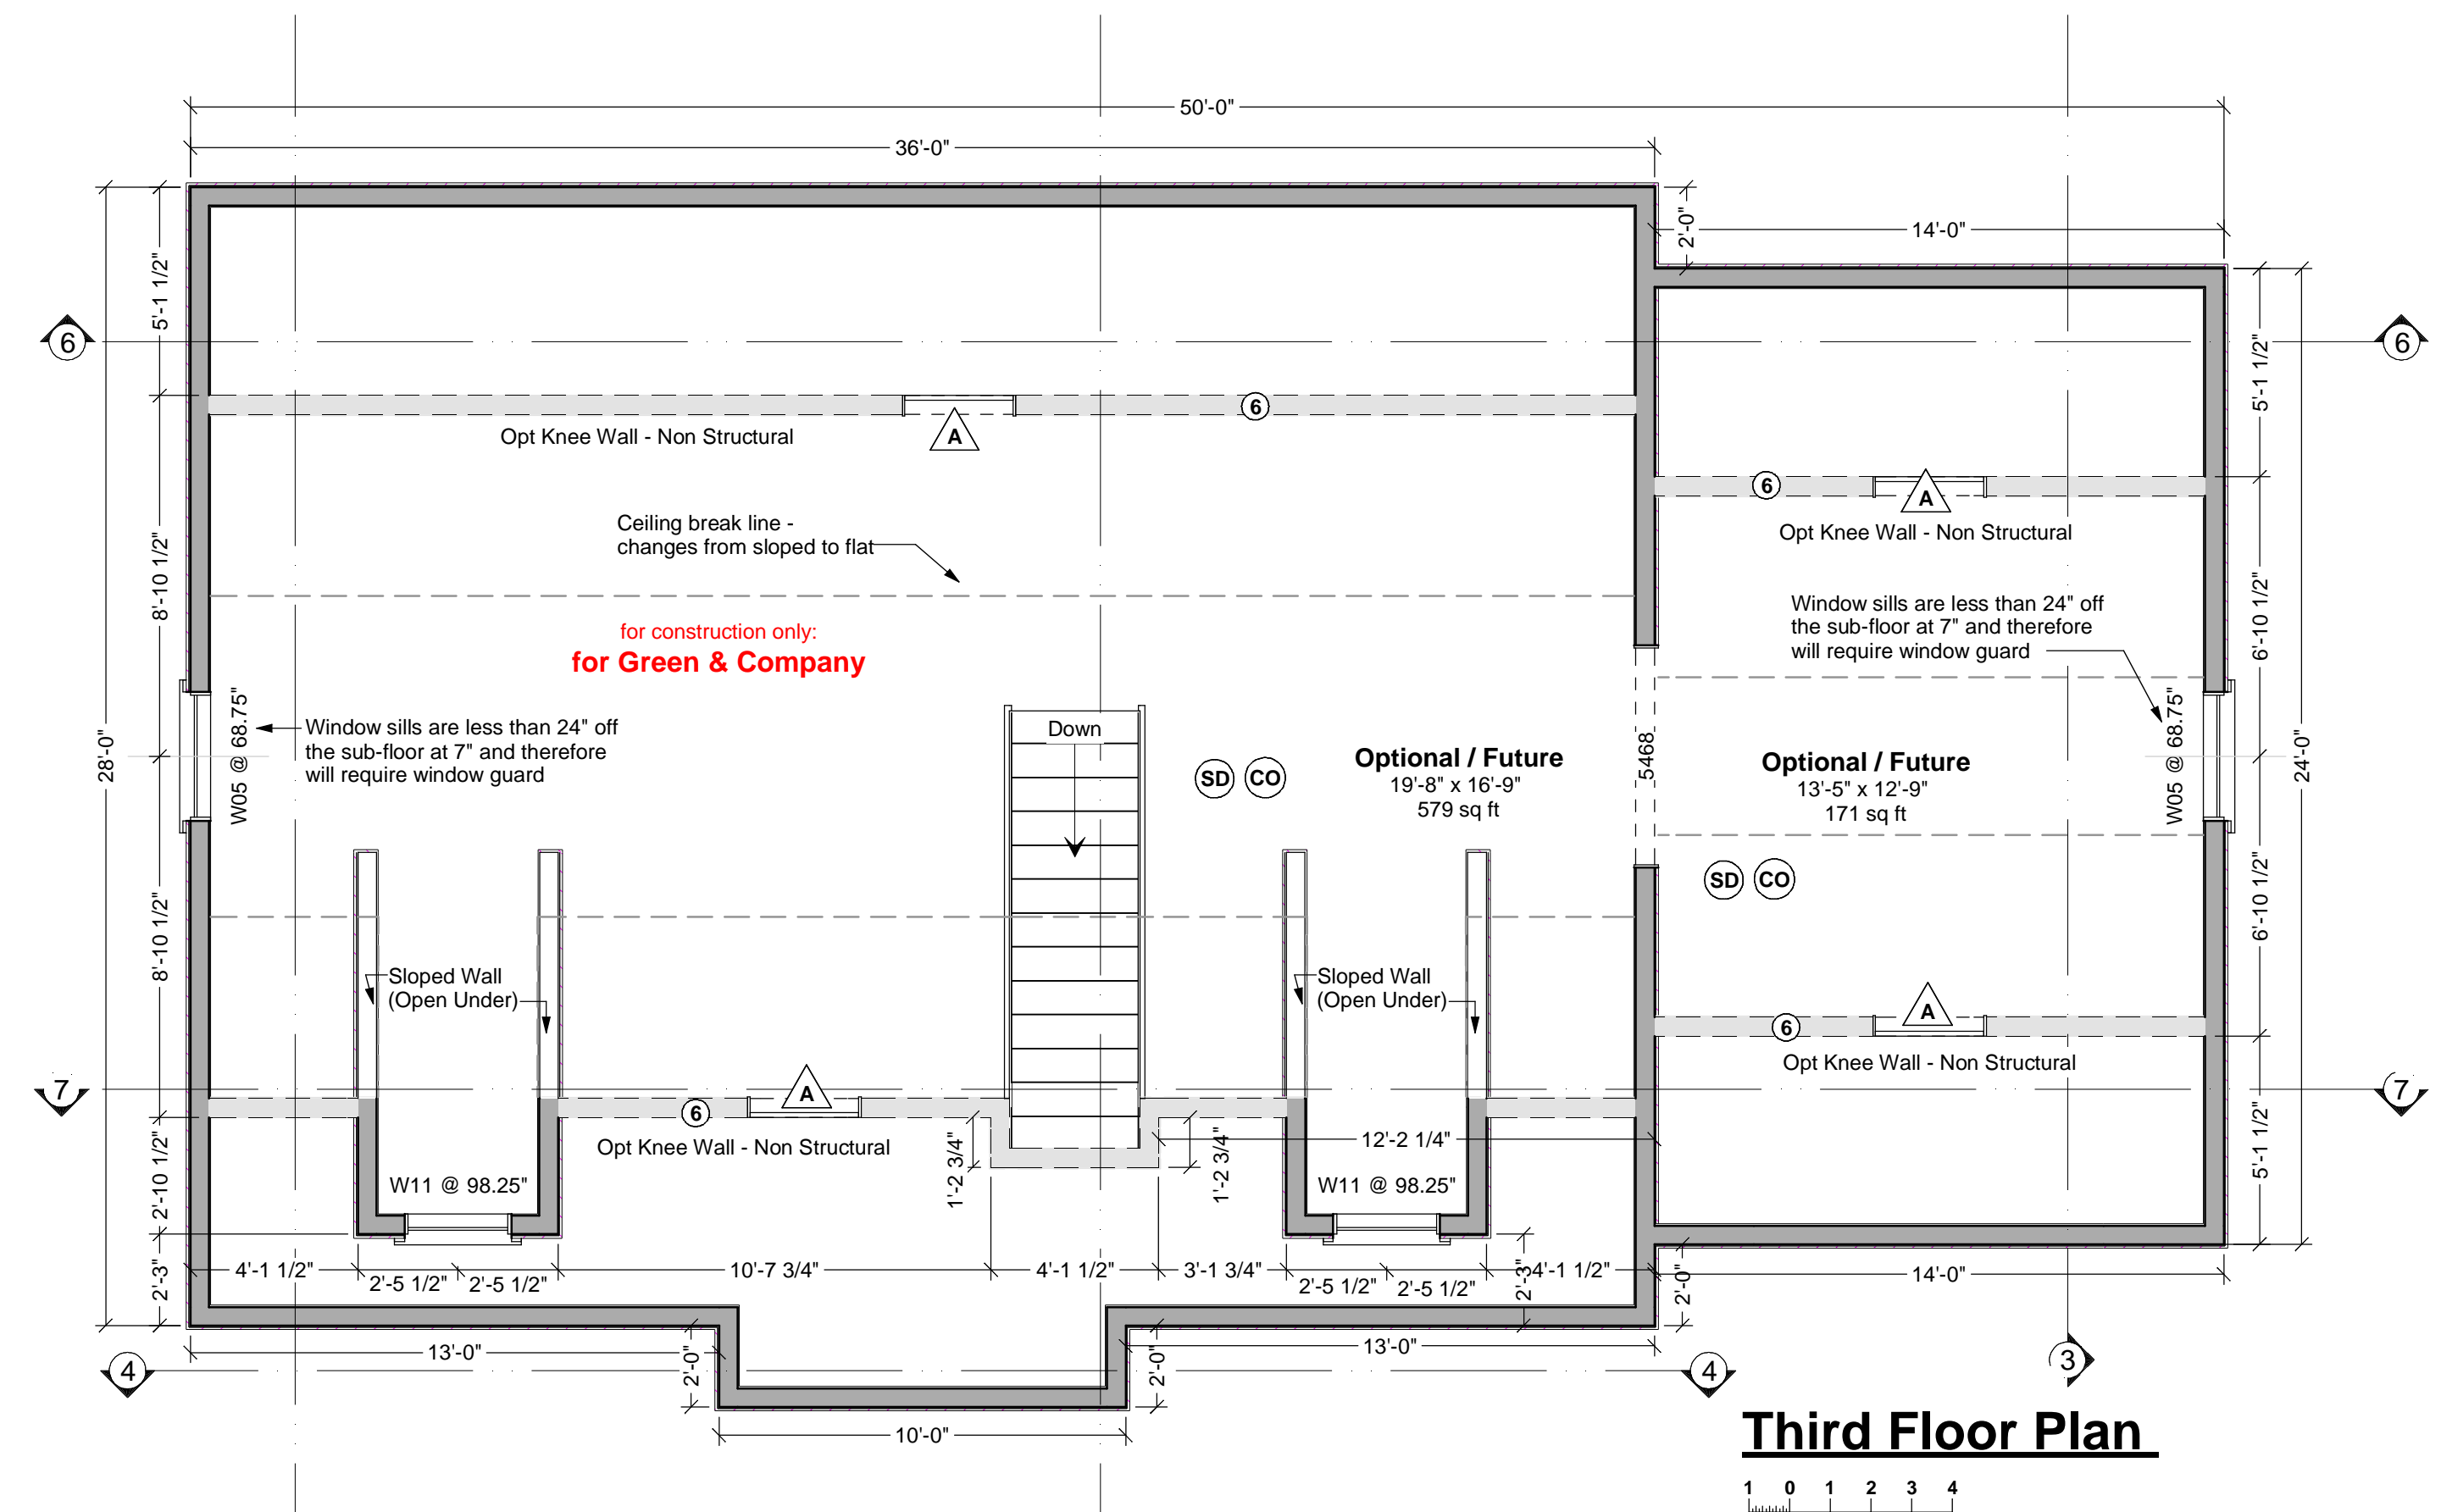 50'-0"
36'-0"
2'-0"
14'-0"
5'-1 1/2"
5'-1 1/2"
6
6
6
A
Opt Knee Wall - Non Structural
6
A
Opt Knee Wall - Non Structural
Ceiling break line -
changes from sloped to flat
8'-10 1/2"
6'-10 1/2"
for construction only:
for Green & Company
Window sills are less than 24" off
the sub-floor at 7" and therefore
will require window guard
28'-0"
W05 @ 68.75"
Window sills are less than 24" off
the sub-floor at 7" and therefore
will require window guard
Down
SD
CO
Optional / Future
19'-8" x 16'-9"
579 sq ft
5468
Optional / Future
13'-5" x 12'-9"
171 sq ft
W05 @ 68.75"
24'-0"
SD
CO
8'-10 1/2"
6'-10 1/2"
Sloped Wall
(Open Under)
Sloped Wall
(Open Under)
6
A
Opt Knee Wall - Non Structural
7
7
6
A
Opt Knee Wall - Non Structural
1'-2 3/4"
1'-2 3/4"
12'-2 1/4"
2'-10 1/2"
5'-1 1/2"
W11 @ 98.25"
W11 @ 98.25"
2'-3"
4'-1 1/2"
2'-5 1/2"
2'-5 1/2"
10'-7 3/4"
4'-1 1/2"
3'-1 3/4"
2'-5 1/2"
2'-5 1/2"
2'-3"
4'-1 1/2"
2'-0"
14'-0"
13'-0"
2'-0"
2'-0"
13'-0"
4
4
3
10'-0"
Third Floor Plan
1 0 1 2 3 4